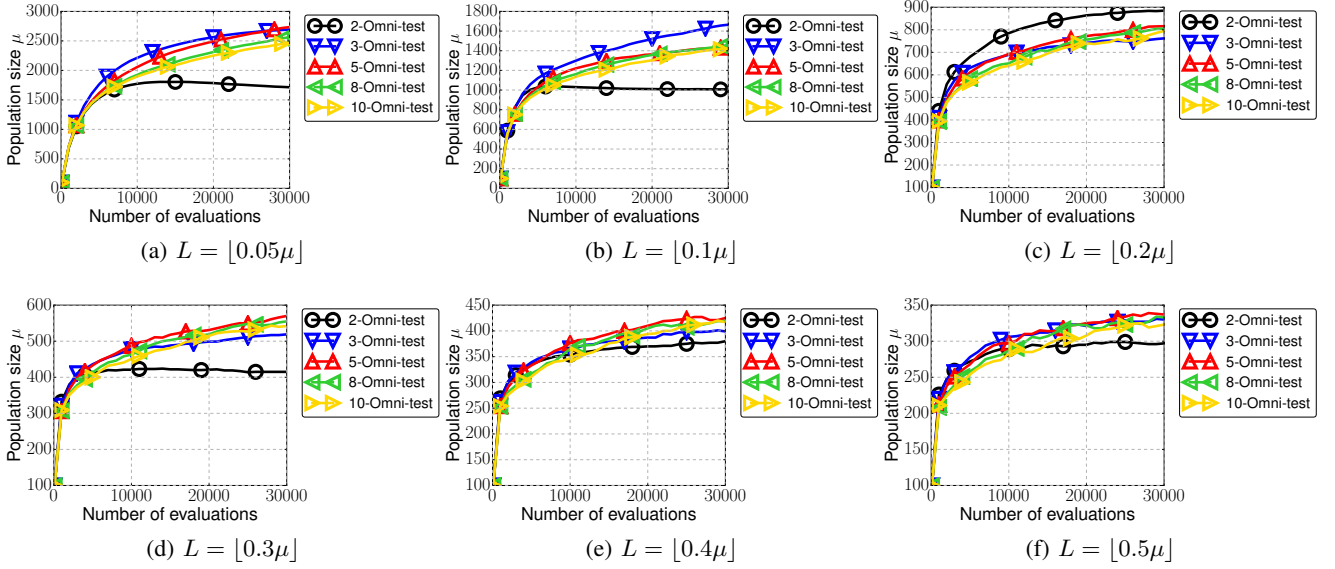 3000
2500
2000
1500
1000
500
0
Population size μ
0
10000
20000
30000
Number of evaluations
2-Omni-test
3-Omni-test
5-Omni-test
8-Omni-test
10-Omni-test
(a) L = ⌊0.05μ⌋
1800
1600
1400
1200
1000
800
600
400
200
0
Population size μ
0
10000
20000
30000
Number of evaluations
2-Omni-test
3-Omni-test
5-Omni-test
8-Omni-test
10-Omni-test
(b) L = ⌊0.1μ⌋
900
800
700
600
500
400
300
200
100
Population size μ
0
10000
20000
30000
Number of evaluations
2-Omni-test
3-Omni-test
5-Omni-test
8-Omni-test
10-Omni-test
(c) L = ⌊0.2μ⌋
600
500
400
300
200
100
Population size μ
0
10000
20000
30000
Number of evaluations
2-Omni-test
3-Omni-test
5-Omni-test
8-Omni-test
10-Omni-test
(d) L = ⌊0.3μ⌋
450
400
350
300
250
200
150
100
Population size μ
0
10000
20000
30000
Number of evaluations
2-Omni-test
3-Omni-test
5-Omni-test
8-Omni-test
10-Omni-test
(e) L = ⌊0.4μ⌋
350
300
250
200
150
100
Population size μ
0
10000
20000
30000
Number of evaluations
2-Omni-test
3-Omni-test
5-Omni-test
8-Omni-test
10-Omni-test
(f) L = ⌊0.5μ⌋